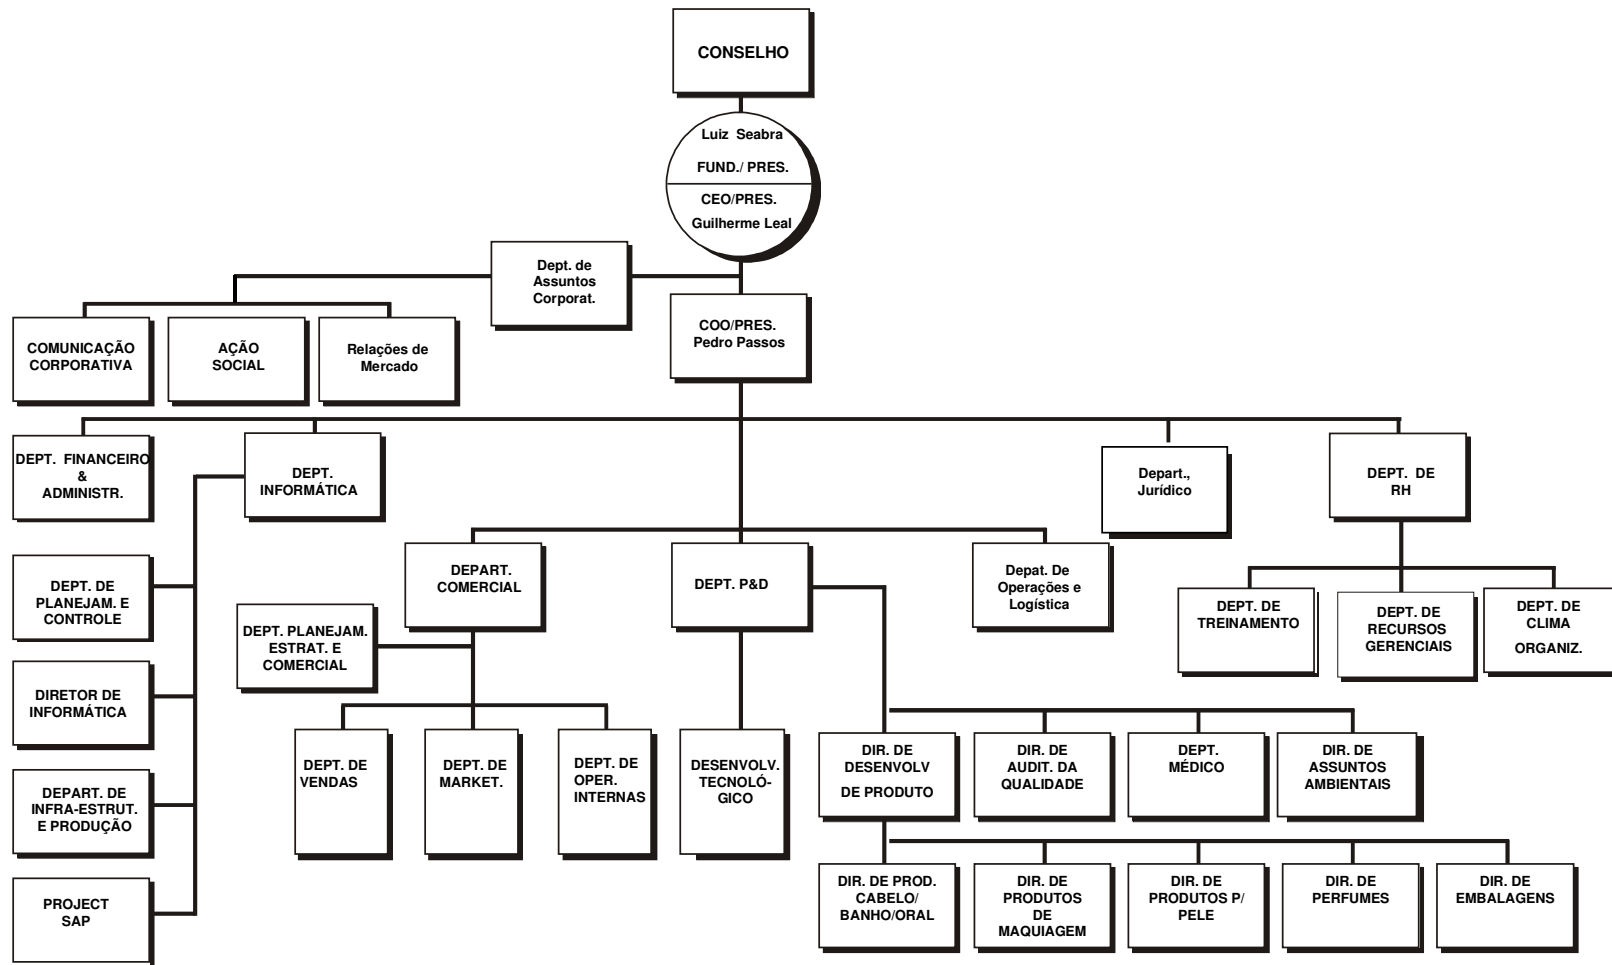 CONSELHO
Luiz Seabra
FUND./ PRES.
CEO/PRES.
Guilherme Leal
Dept. de
Assuntos
Corporat.
COO/PRES.
Pedro Passos
COMUNICAÇÃO
CORPORATIVA
AÇÃO
SOCIAL
Relações de
Mercado
DEPT. FINANCEIRO
&
ADMINISTR.
DEPT.
INFORMÁTICA
Depart.,
Jurídico
DEPT. DE
RH
DEPT. DE
PLANEJAM. E
CONTROLE
DIRETOR DE
INFORMÁTICA
DEPART. DE
INFRA-ESTRUT.
E PRODUÇÃO
PROJECT
SAP
DEPART.
COMERCIAL
DEPT. P&D
Depat. De
Operações e
Logística
DEPT. PLANEJAM.
ESTRAT. E
COMERCIAL
DEPT. DE
TREINAMENTO
DEPT. DE
RECURSOS
GERENCIAIS
DEPT. DE
CLIMA
ORGANIZ.
DEPT. DE
VENDAS
DEPT. DE
MARKET.
DEPT. DE
OPER.
INTERNAS
DESENVOLV.
TECNOLÓ-
GICO
DIR. DE
DESENVOLV
DE PRODUTO
DIR. DE
AUDIT. DA
QUALIDADE
DEPT.
MÉDICO
DIR. DE
ASSUNTOS
AMBIENTAIS
DIR. DE PROD.
CABELO/
BANHO/ORAL
DIR. DE
PRODUTOS
DE
MAQUIAGEM
DIR. DE
PRODUTOS P/
PELE
DIR. DE
PERFUMES
DIR. DE
EMBALAGENS